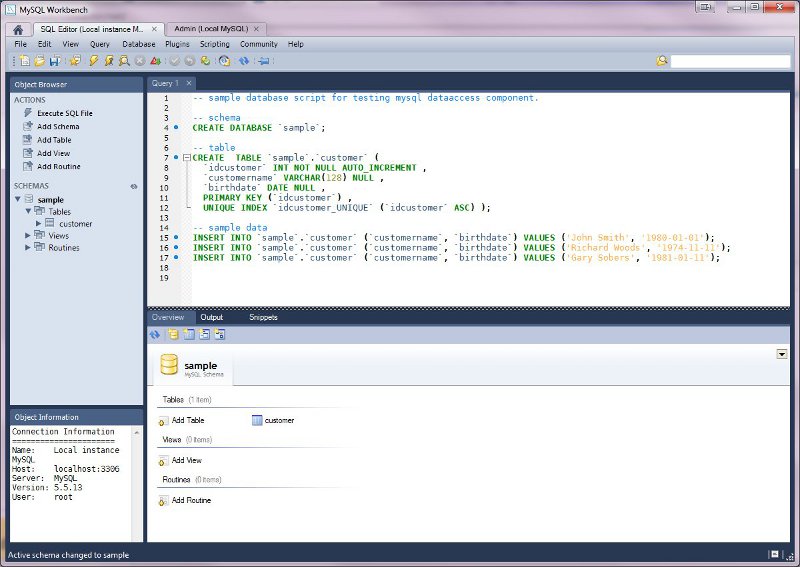 MySQL Workbench
SQL Editor (Local instance M...
Admin (Local MySQL)
File Edit View Query Database Plugins Scripting Community Help
Object Browser
ACTIONS
Execute SQL File
Add Schema
Add Table
Add View
Add Routine
SCHEMAS
sample
Tables
customer
Views
Routines
Query 1
1 -- sample database script for testing mysql dataaccess component.
2
3 -- schema
4 CREATE DATABASE `sample`;
5
6 -- table
7 CREATE  TABLE `sample`.`customer` (
8 `idcustomer` INT NOT NULL AUTO_INCREMENT ,
9 `customername` VARCHAR(128) NULL ,
10 `birthdate` DATE NULL ,
11 PRIMARY KEY (`idcustomer`) ,
12 UNIQUE INDEX `idcustomer_UNIQUE` (`idcustomer` ASC) );
13
14 -- sample data
15 INSERT INTO `sample`.`customer` (`customername`, `birthdate`) VALUES ('John Smith', '1980-01-01');
16 INSERT INTO `sample`.`customer` (`customername`, `birthdate`) VALUES ('Richard Woods', '1974-11-11');
17 INSERT INTO `sample`.`customer` (`customername`, `birthdate`) VALUES ('Gary Sobers', '1981-01-11');
18
19
Overview Output Snippets
sample
MySQL Schema
Tables (1 item)
Add Table customer
Views (0 items)
Add View
Routines (0 items)
Add Routine
Object Information
Connection Information
======================
Name: Local instance
MySQL
Host: localhost:3306
Server: MySQL
Version: 5.5.13
User: root
Active schema changed to sample